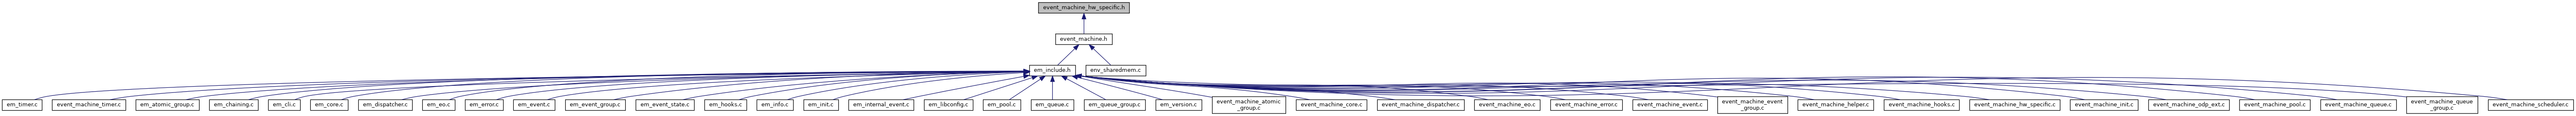 event_machine_hw_specific.h
event_machine.h
em_include.h
env_sharedmem.c
em_timer.c
event_machine_timer.c
em_atomic_group.c
em_chaining.c
em_cli.c
em_core.c
em_dispatcher.c
em_eo.c
em_error.c
em_event.c
em_event_group.c
em_event_state.c
em_hooks.c
em_info.c
em_init.c
em_internal_event.c
em_libconfig.c
em_pool.c
em_queue.c
em_queue_group.c
em_version.c
event_machine_atomic
_group.c
event_machine_core.c
event_machine_dispatcher.c
event_machine_eo.c
event_machine_error.c
event_machine_event.c
event_machine_event
_group.c
event_machine_helper.c
event_machine_hooks.c
event_machine_hw_specific.c
event_machine_init.c
event_machine_odp_ext.c
event_machine_pool.c
event_machine_queue.c
event_machine_queue
_group.c
event_machine_scheduler.c